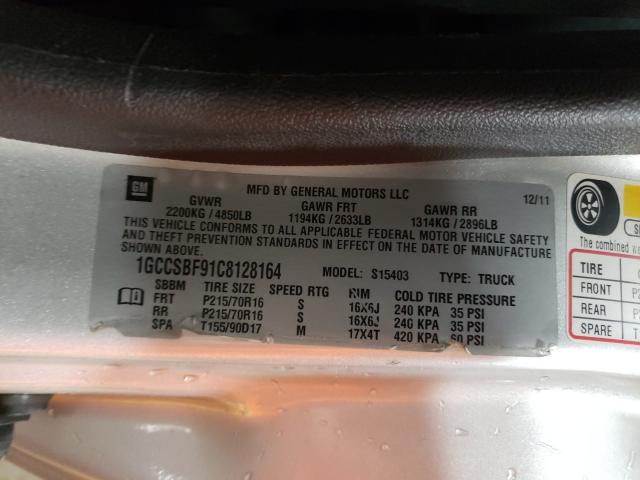 GM
MFD BY GENERAL MOTORS LLC
12/11
GVWR GAWR FRT GAWR RR
2200KG / 4850LB 1194KG / 2633LB 1314KG / 2896LB
THIS VEHICLE CONFORMS TO ALL APPLICABLE FEDERAL MOTOR VEHICLE SAFETY
AND THEFT PREVENTION STANDARDS IN EFFECT ON THE DATE OF MANUFACTURE
SHOWN ABOVE.
1GCCSBF91C8128164 MODEL: S15403 TYPE: TRUCK
SBBM TIRE SIZE SPEED RTG RIM COLD TIRE PRESSURE
FRT P215/70R16 S 16X6J 240 KPA 35 PSI
RR P215/70R16 S 16X6J 240 KPA 35 PSI
SPA T155/90D17 M 17X4T 420 KPA 60 PSI
The combined
TIRE
FRONT
REAR
SPARE